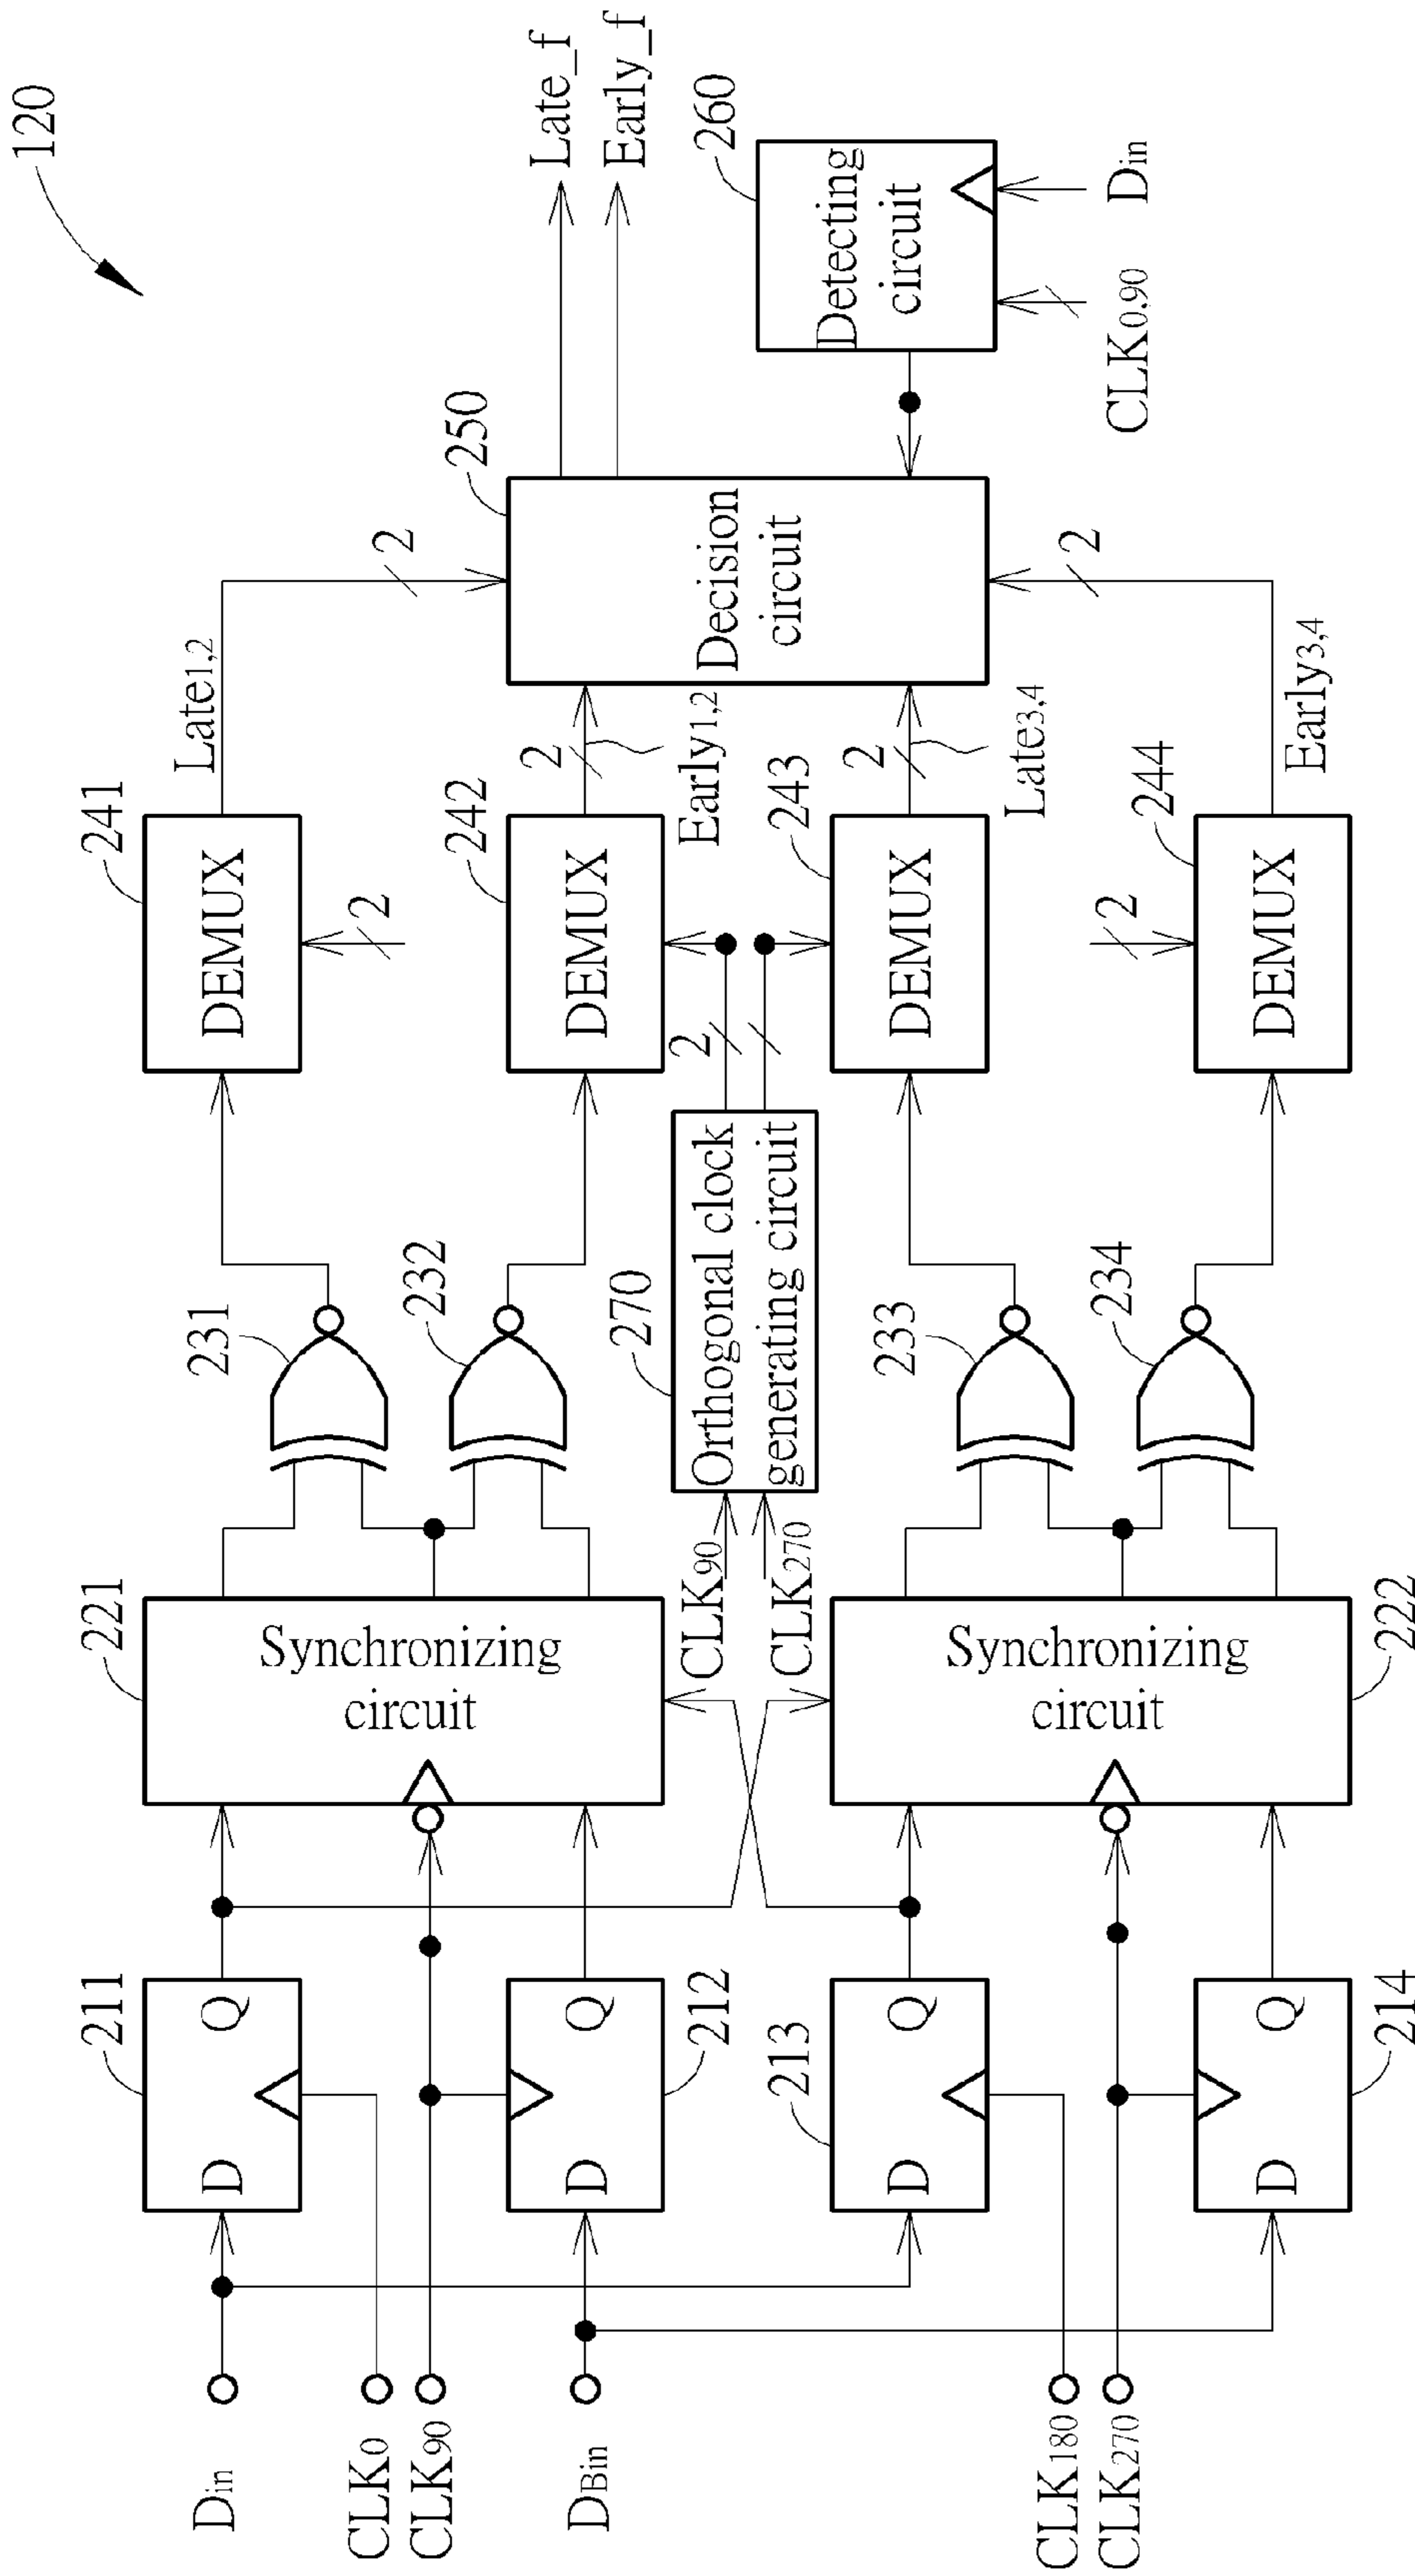 120
Din
CLK0
CLK90
DBin
CLK180
CLK270
211
D
Q
D
Q
212
213
D
Q
D
Q
214
221
Synchronizing
circuit
Synchronizing
circuit
222
231
232
233
234
CLK90
CLK270
270
Orthogonal clock
generating circuit
2
241
DEMUX
2
242
DEMUX
243
DEMUX
244
DEMUX
2
Late1,2
2
2
Early1,2
2
Late3,4
Early3,4
2
250
Decision
circuit
Late_f
Early_f
260
Detecting
circuit
CLK0,90
Din